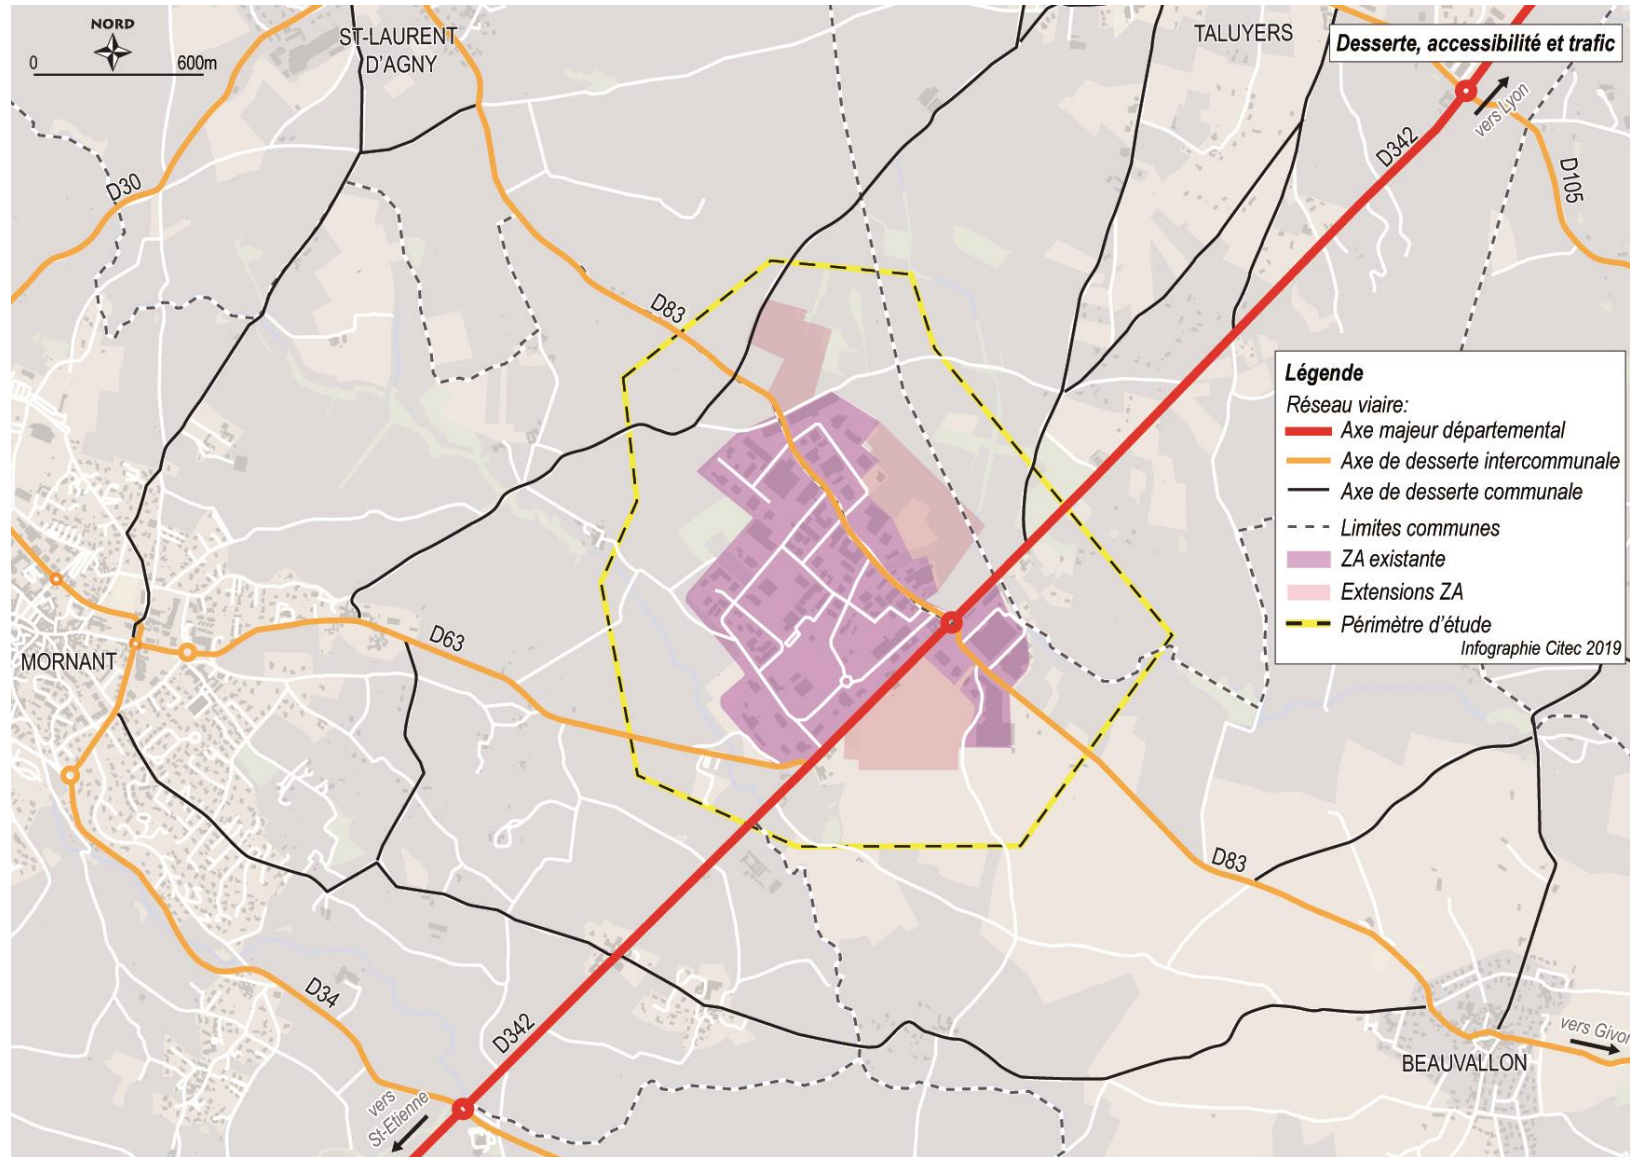 NORD
0 600m
ST-LAURENT
D'AGNY
TALUYERS
Desserte, accessibilité et trafic
vers Lyon
D342
D105
D30
D83
Légende
Réseau viaire:
Axe majeur départemental
Axe de desserte intercommunale
Axe de desserte communale
Limites communes
ZA existante
Extensions ZA
Périmètre d'étude
Infographie Citec 2019
MORNANT
D63
D83
D34
D342
vers
St-Etienne
BEAUVALLON
vers Givor